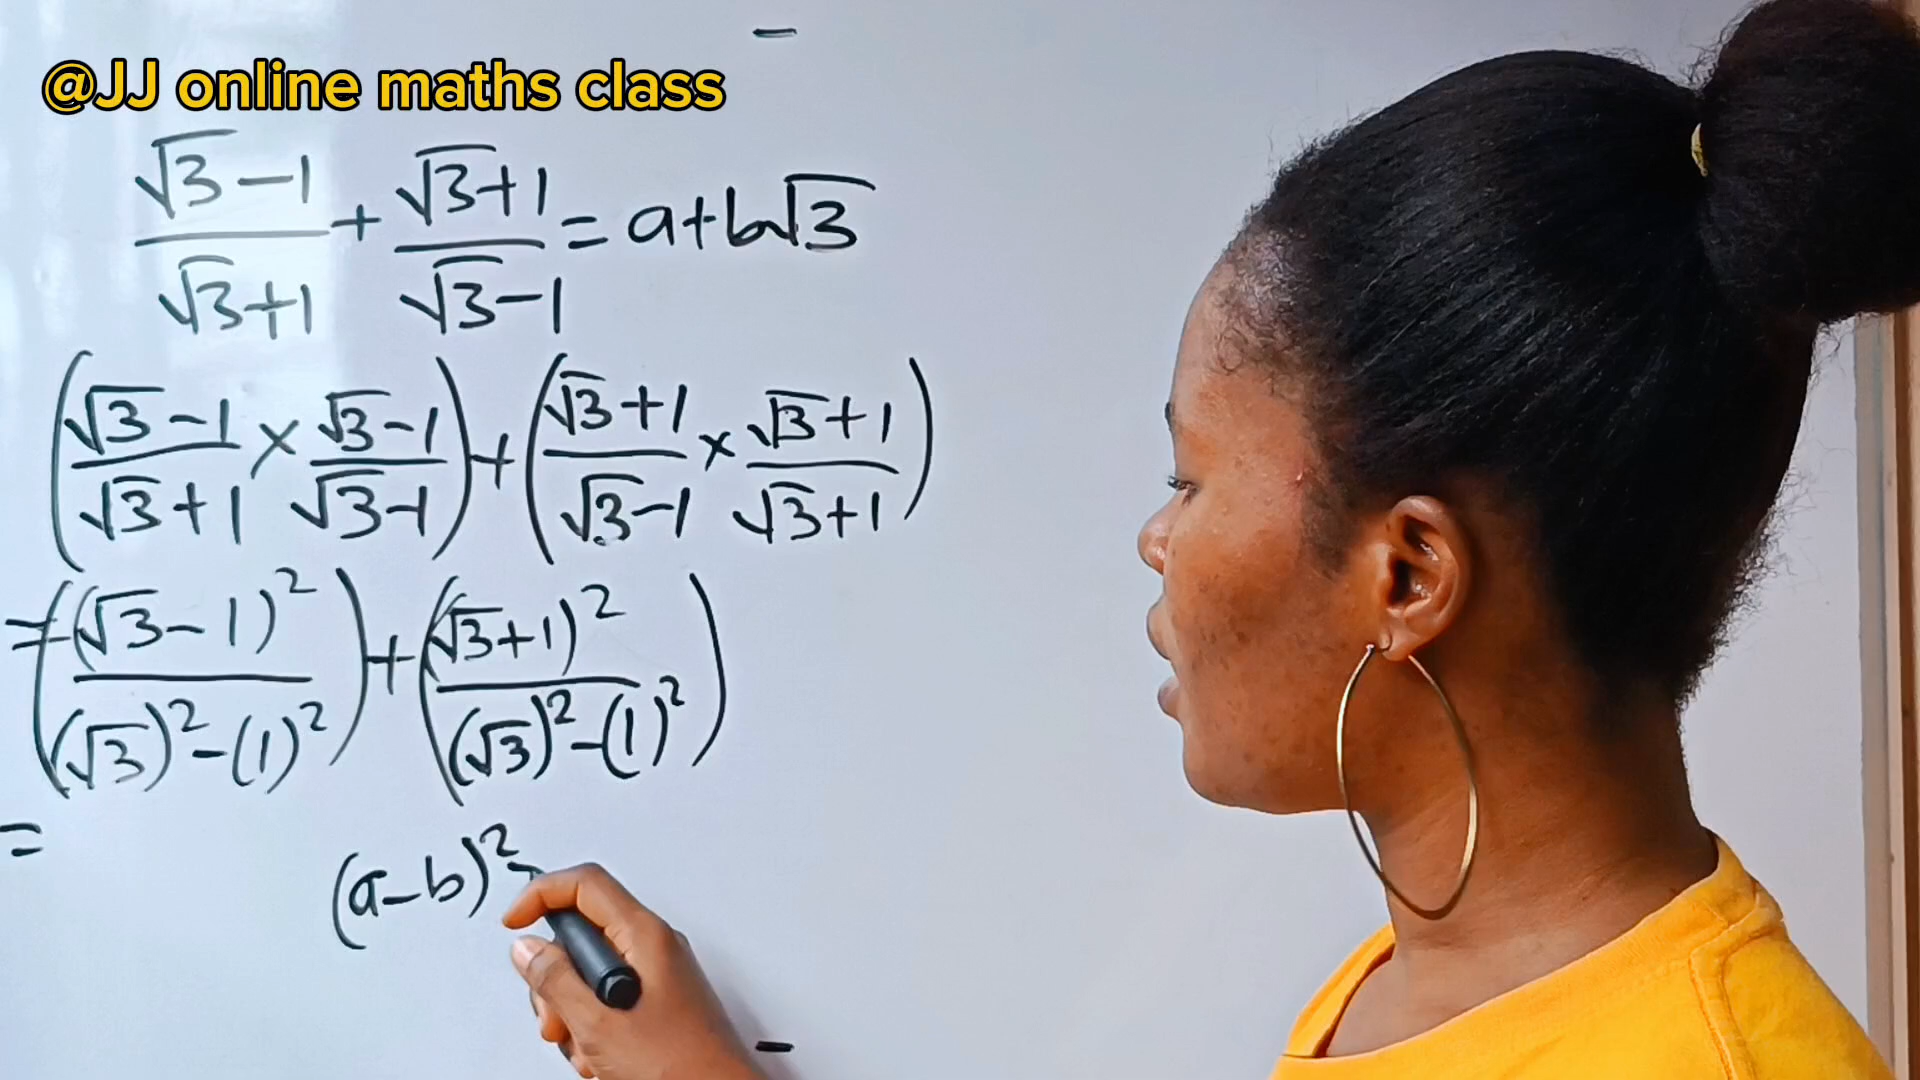 @JJ online maths class
(√3-1)/(√3+1) + (√3+1)/(√3-1) = a+b√3
((√3-1)/(√3+1) × (√3-1)/(√3-1)) + ((√3+1)/(√3-1) × (√3+1)/(√3+1))
= ((√3-1)²/((√3)²-(1)²)) + ((√3+1)²/((√3)²-(1)²))
=
(a-b)²